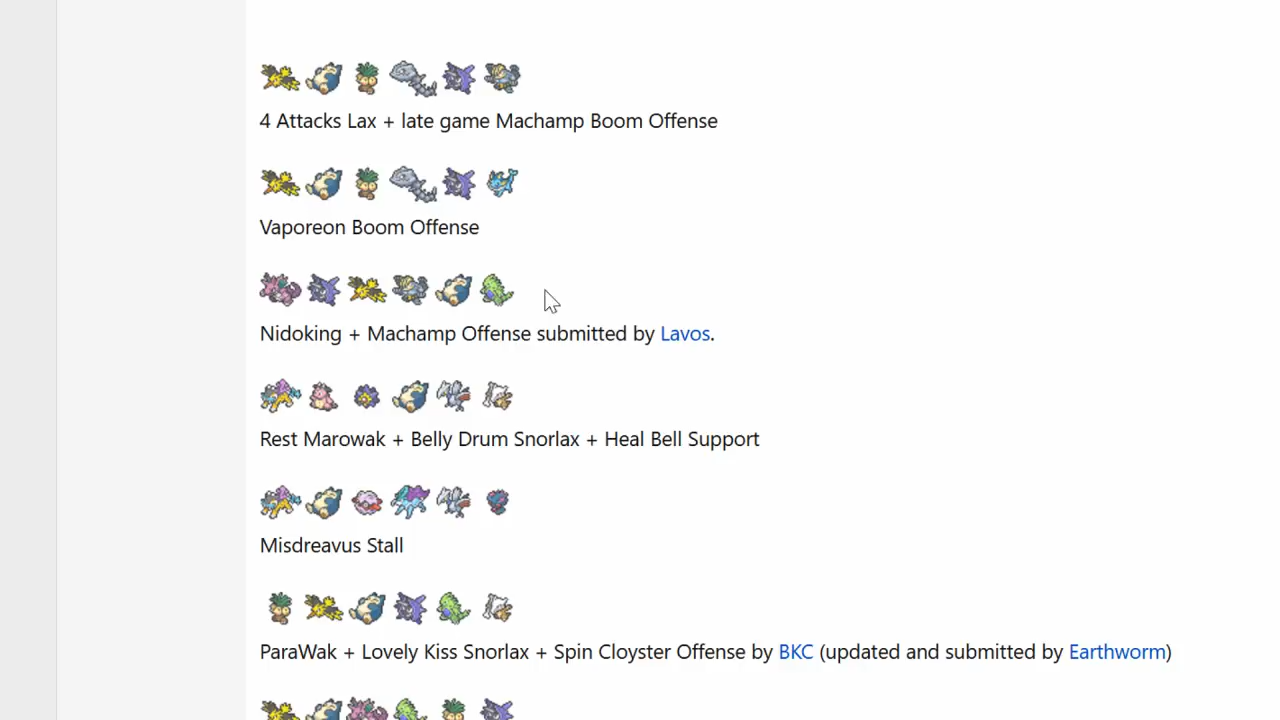 4 Attacks Lax + late game Machamp Boom Offense
Vaporeon Boom Offense
Nidoking + Machamp Offense submitted by Lavos.
Rest Marowak + Belly Drum Snorlax + Heal Bell Support
Misdreavus Stall
ParaWak + Lovely Kiss Snorlax + Spin Cloyster Offense by BKC (updated and submitted by Earthworm)